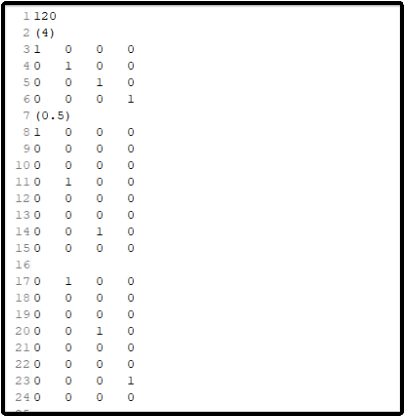 1 120
2 (4)
3 1 0 0 0
4 0 1 0 0
5 0 0 1 0
6 0 0 0 1
7 (0.5)
8 1 0 0 0
9 0 0 0 0
10 0 0 0 0
11 0 1 0 0
12 0 0 0 0
13 0 0 0 0
14 0 0 1 0
15 0 0 0 0
16
17 0 1 0 0
18 0 0 0 0
19 0 0 0 0
20 0 0 1 0
21 0 0 0 0
22 0 0 0 0
23 0 0 0 1
24 0 0 0 0